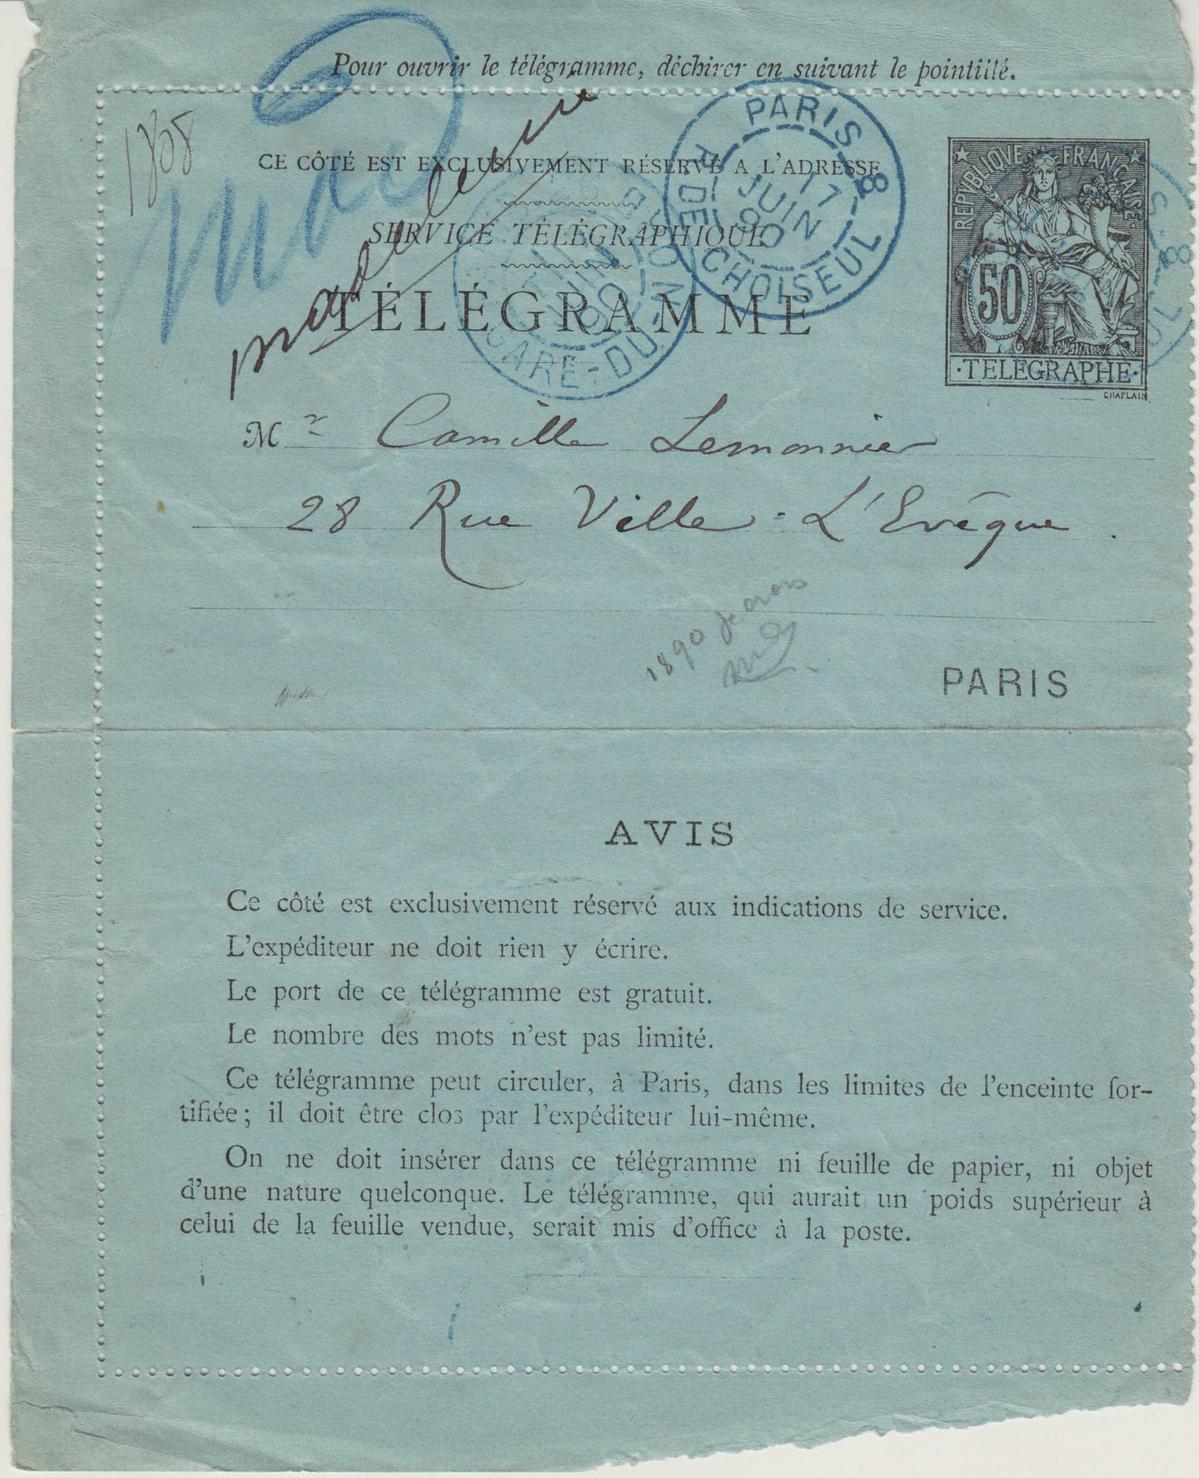 Pour ouvrir le télégramme, déchirer en suivant le pointillé.
1808
CE CÔTÉ EST EXCLUSIVEMENT RÉSERVÉ A L'ADRESSE
PARIS 8
R. DE CHOISEUL
17
JUIN
90
RÉPUBLIQUE FRANÇAISE
50
·TELEGRAPHE·
CHAPLAIN
SERVICE TÉLÉGRAPHIQUE
madeleine
TÉLÉGRAMME
GARE-DU-NORD
Mr Camille Lemonnier
28 Rue Ville-L'Evêque.
1890
PARIS
AVIS
Ce côté est exclusivement réservé aux indications de service.
L'expéditeur ne doit rien y écrire.
Le port de ce télégramme est gratuit.
Le nombre des mots n'est pas limité.
Ce télégramme peut circuler, à Paris, dans les limites de l'enceinte for-
tifiée; il doit être clos par l'expéditeur lui-même.
On ne doit insérer dans ce télégramme ni feuille de papier, ni objet
d'une nature quelconque. Le télégramme, qui aurait un poids supérieur à
celui de la feuille vendue, serait mis d'office à la poste.